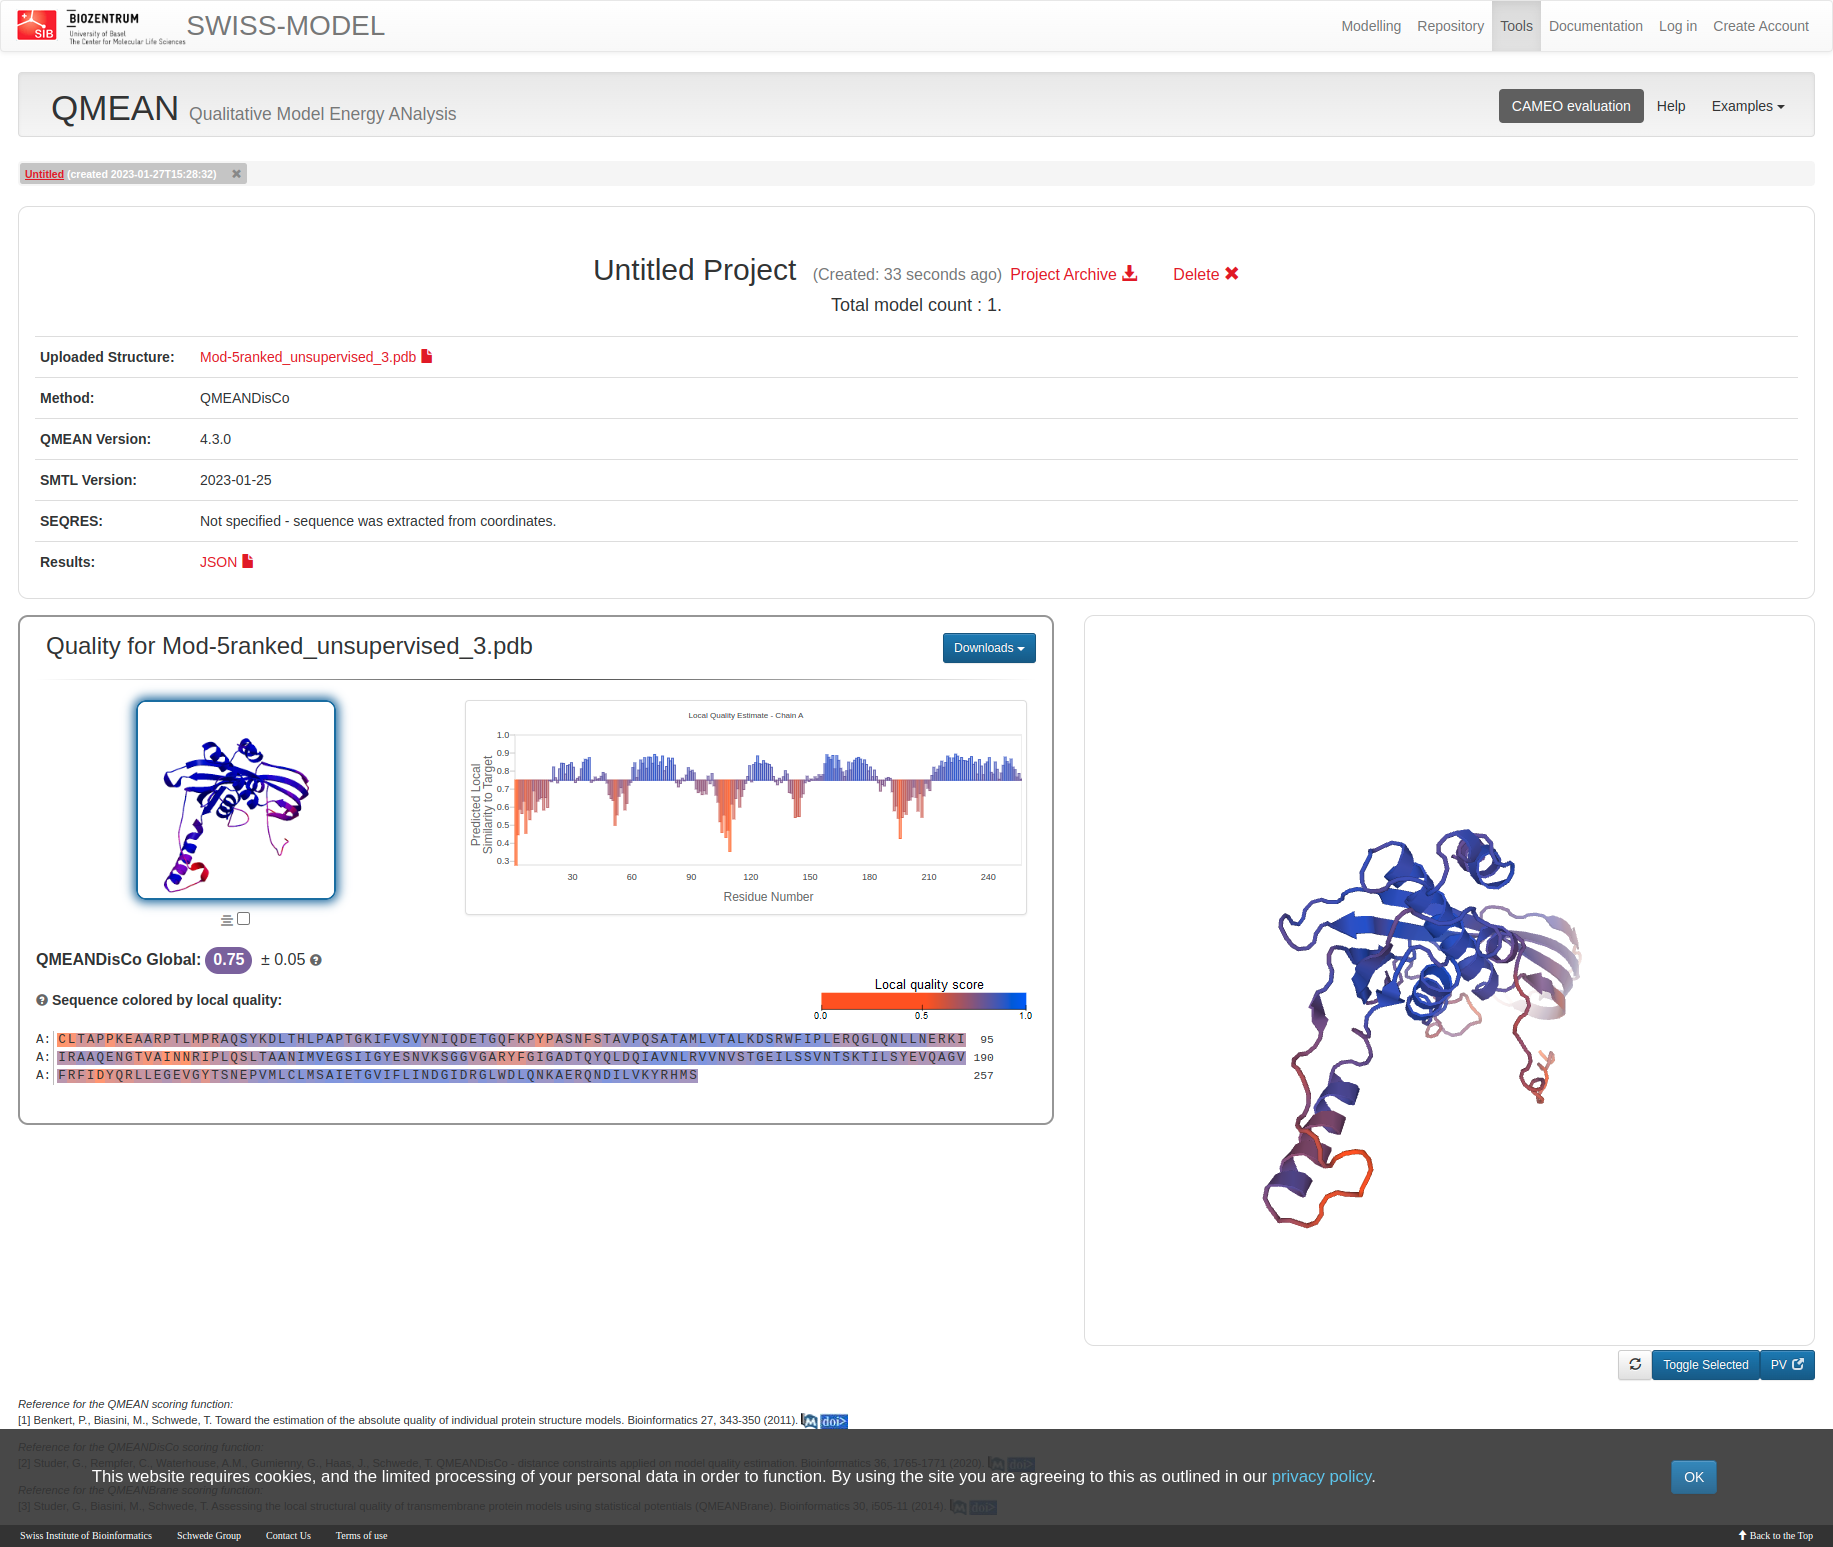 SIB
BIOZENTRUM
University of Basel
The Center for Molecular Life Sciences
SWISS-MODEL
Modelling Repository Tools Documentation Log in Create Account
QMEAN Qualitative Model Energy ANalysis
CAMEO evaluation Help Examples
Untitled (created 2023-01-27T15:28:32)
Untitled Project (Created: 33 seconds ago) Project Archive Delete
Total model count : 1.
Uploaded Structure: Mod-5ranked_unsupervised_3.pdb
Method: QMEANDisCo
QMEAN Version: 4.3.0
SMTL Version: 2023-01-25
SEQRES: Not specified - sequence was extracted from coordinates.
Results: JSON
Quality for Mod-5ranked_unsupervised_3.pdb
Downloads
Local Quality Estimate - Chain A
Predicted Local
Similarity to Target
1.0
0.9
0.8
0.7
0.6
0.5
0.4
0.3
30 60 90 120 150 180 210 240
Residue Number
QMEANDisCo Global: 0.75 ± 0.05
Sequence colored by local quality:
Local quality score
0.0 0.5 1.0
A: CLTAPPKEAARPTLMPRAQSYKDLTHLPAPTGKIFVSVYNIQDETGQFKPYPASNFSTAVPQSATAMLVTALKDSRWFIPLERQGLQNLLNERKI 95
A: IRAAQENGTVAINNRIPLQSLTAANIMVEGSIIGYESNVKSGGVGARYFGIGADTQYQLDQIAVNLRVVNVSTGEILSSVNTSKTILSYEVQAGV 190
A: FRFIDYQRLLEGEVGYTSNEPVMLCLMSAIETGVIFLINDGIDRGLWDLQNKAERQNDILVKYRHMS 257
Toggle Selected PV
Reference for the QMEAN scoring function:
[1] Benkert, P., Biasini, M., Schwede, T. Toward the estimation of the absolute quality of individual protein structure models. Bioinformatics 27, 343-350 (2011). M doi>
Reference for the QMEANDisCo scoring function:
[2] Studer, G., Rempfer, C., Waterhouse, A.M., Gumienny, G., Haas, J., Schwede, T. QMEANDisCo - distance constraints applied on model quality estimation. Bioinformatics 36, 1765-1771 (2020). M doi>
This website requires cookies, and the limited processing of your personal data in order to function. By using the site you are agreeing to this as outlined in our privacy policy.
OK
Reference for the QMEANBrane scoring function:
[3] Studer, G., Biasini, M., Schwede, T. Assessing the local structural quality of transmembrane protein models using statistical potentials (QMEANBrane). Bioinformatics 30, i505-11 (2014). M doi>
Swiss Institute of Bioinformatics Schwede Group Contact Us Terms of use
Back to the Top